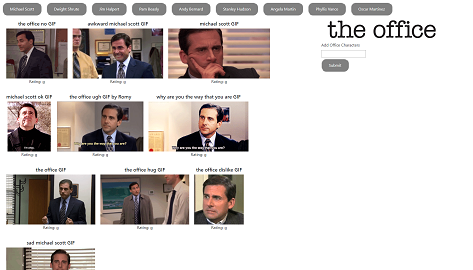 Michael Scott
Dwight Shrute
Jim Halpert
Pam Beesly
Andy Bernard
Stanley Hudson
Angela Martin
Phyllis Vance
Oscar Martinez
the office
Add Office Characters
Submit
the office no GIF
awkward michael scott GIF
michael scott GIF
Rating: g
Rating: g
Rating: g
michael scott ok GIF
the office ugh GIF by Romy
why are you the way that you are GIF
Why are you the way that you are?
Why are you the way that you are?
Rating: g
Rating: g
Rating: g
the office GIF
the office hug GIF
the office dislike GIF
Rating: g
Rating: g
Rating: g
sad michael scott GIF